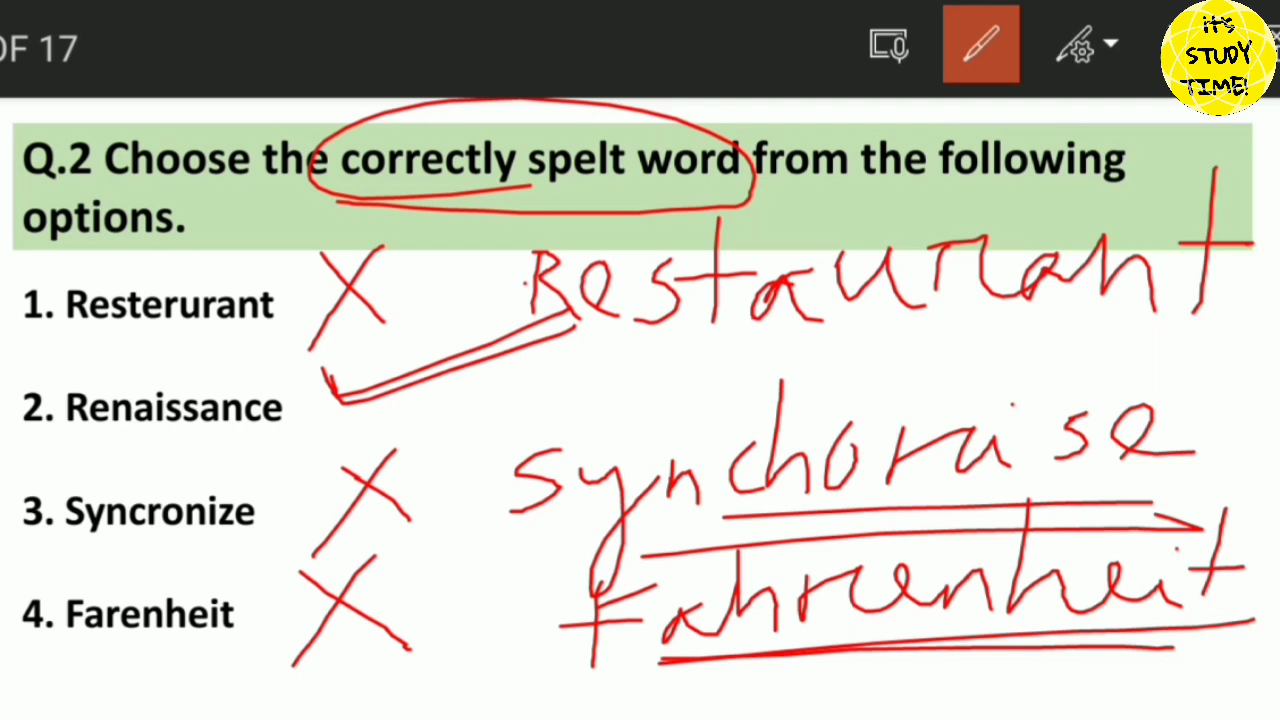 OF 17
iT'S
STUDY
TIME!
Q.2 Choose the correctly spelt word from the following
options.
1. Resterurant
Restaurant
2. Renaissance
3. Syncronize
4. Farenheit
Fahrenheit